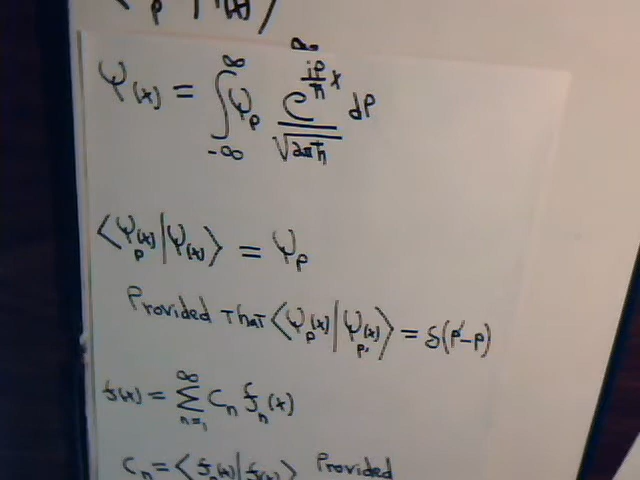 Ψ(x) = ∫_{-∞}^{∞} Ψ_p e^{(ip/ħ)x}/√(2πħ) dp
⟨Ψ_p(x)|Ψ(x)⟩ = Ψ_p
Provided That ⟨Ψ_p(x)|Ψ_p'(x)⟩ = δ(p'-p)
f(x) = Σ_{n=1}^{∞} C_n f_n(x)
C_n = ⟨f_n(x)|f(x)⟩ Provided